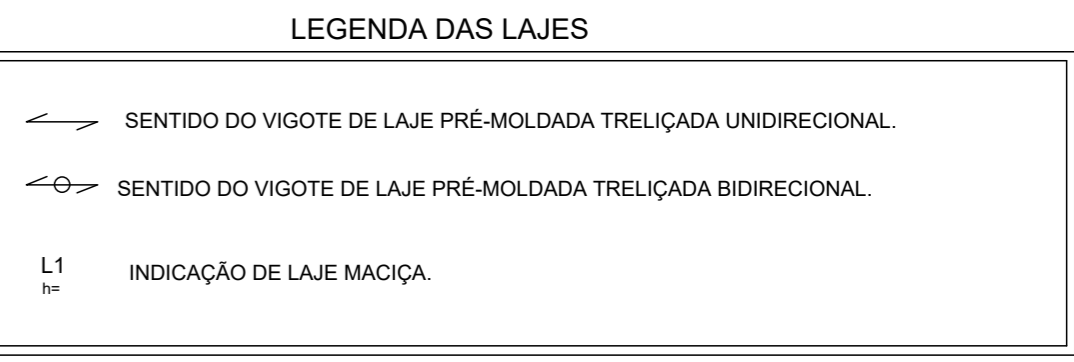 LEGENDA DAS LAJES
SENTIDO DO VIGOTE DE LAJE PRÉ-MOLDADA TRELIÇADA UNIDIRECIONAL.
SENTIDO DO VIGOTE DE LAJE PRÉ-MOLDADA TRELIÇADA BIDIRECIONAL.
L1 INDICAÇÃO DE LAJE MACIÇA.
h=